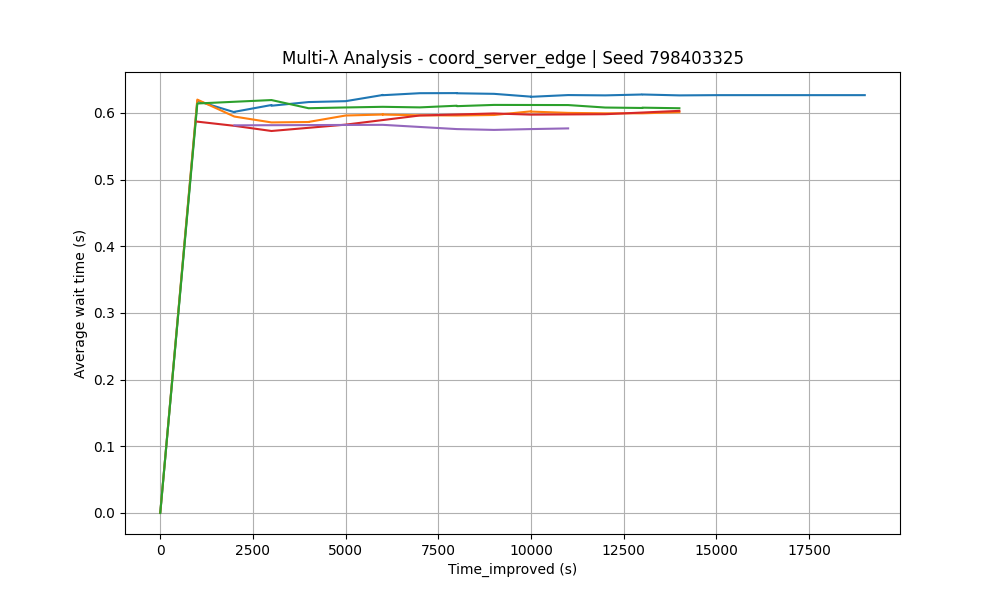 Multi-λ Analysis - coord_server_edge | Seed 798403325
Average wait time (s)
0.6
0.5
0.4
0.3
0.2
0.1
0.0
0 2500 5000 7500 10000 12500 15000 17500
Time_improved (s)